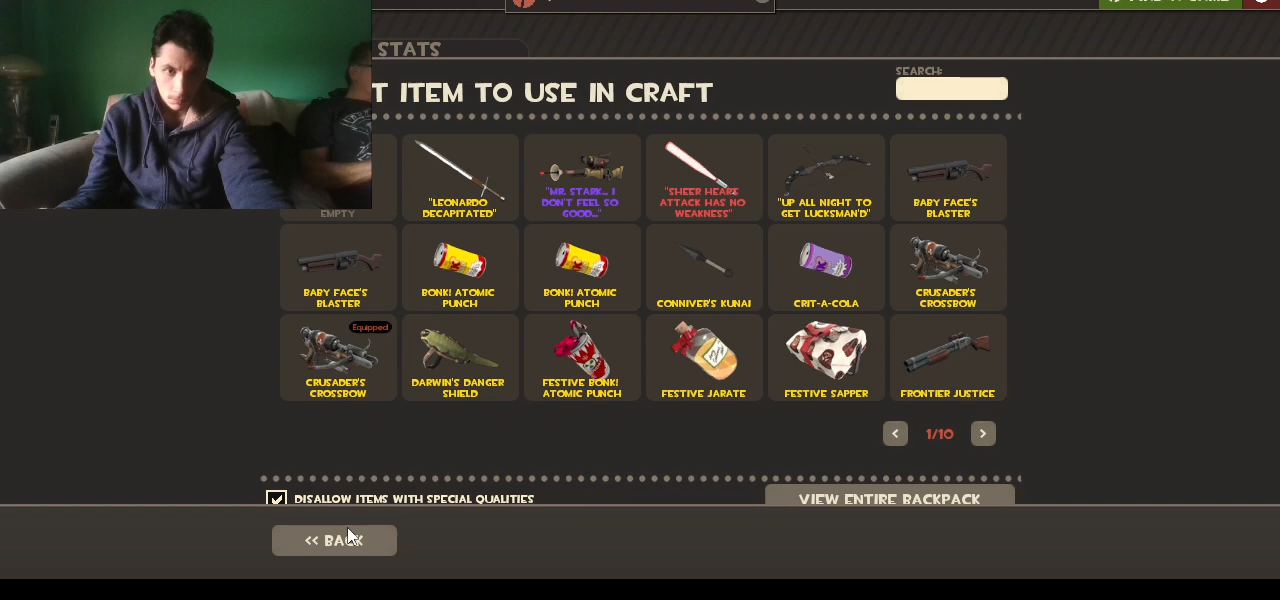 STATS
T ITEM TO USE IN CRAFT
SEARCH:
EMPTY
"LEONARDO
DECAPITATED"
"MR. STARK... I
DON'T FEEL SO
GOOD..."
"SHEER HEART
ATTACK HAS NO
WEAKNESS"
"UP ALL NIGHT TO
GET LUCKSMAN'D"
BABY FACE'S
BLASTER
BABY FACE'S
BLASTER
BONK! ATOMIC
PUNCH
BONK! ATOMIC
PUNCH
CONNIVER'S KUNAI
CRIT-A-COLA
CRUSADER'S
CROSSBOW
Equipped
CRUSADER'S
CROSSBOW
DARWIN'S DANGER
SHIELD
FESTIVE BONK!
ATOMIC PUNCH
FESTIVE JARATE
FESTIVE SAPPER
FRONTIER JUSTICE
< 1/10 >
DISALLOW ITEMS WITH SPECIAL QUALITIES
VIEW ENTIRE BACKPACK
<< BACK